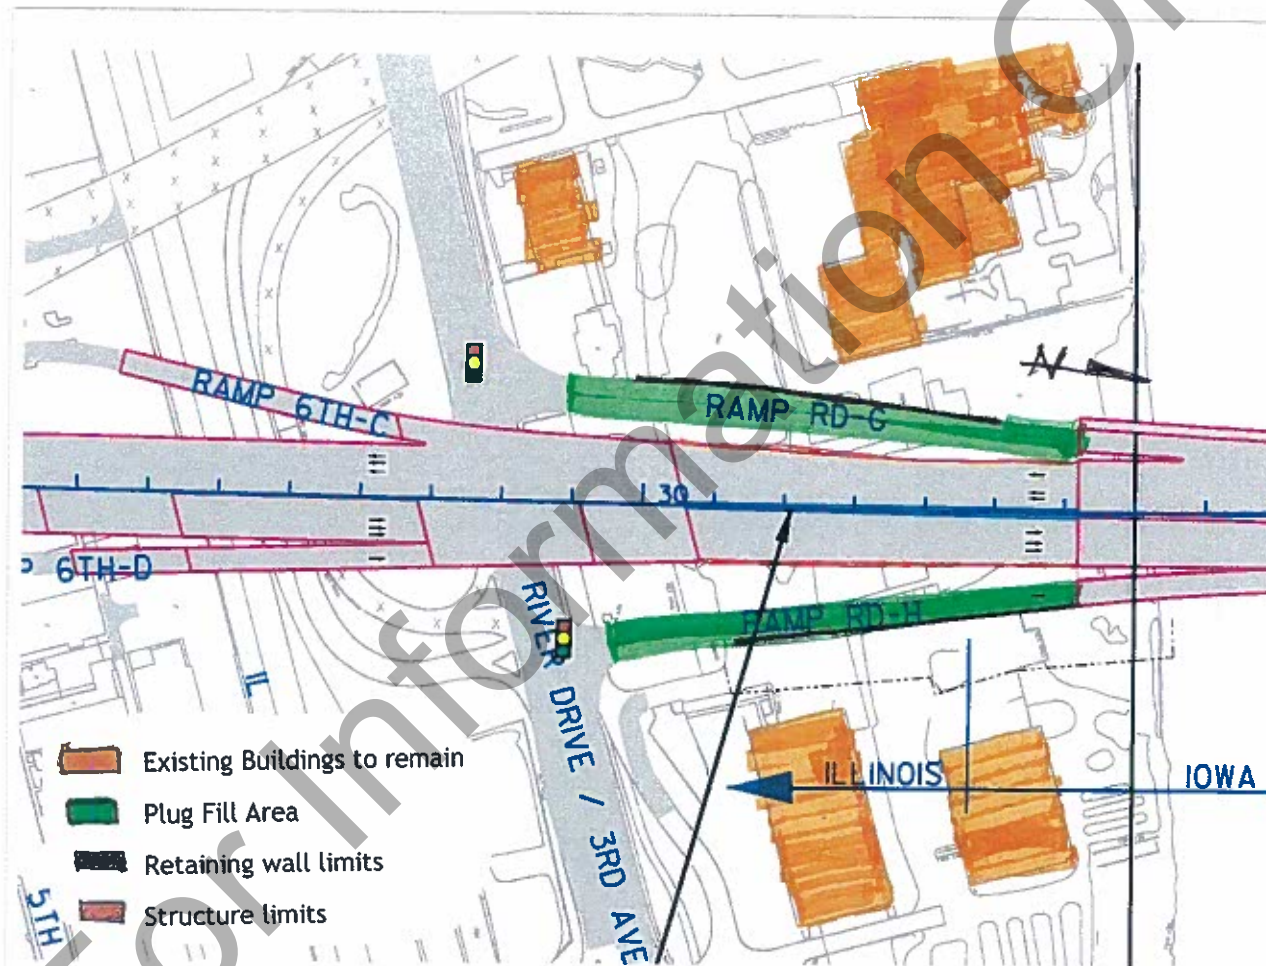 N
RAMP 6TH-C
RAMP RD-G
30
6TH-D
RAMP RD-H
RIVER DRIVE / 3RD AVE
IL
ILLINOIS
IOWA
Existing Buildings to remain
Plug Fill Area
Retaining wall limits
Structure limits
5TH
For Information